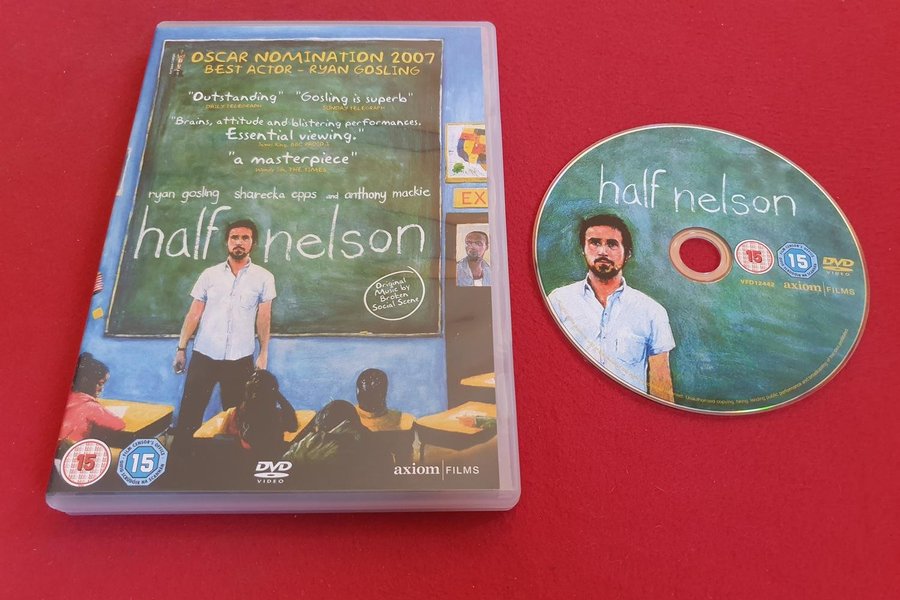 OSCAR NOMINATION 2007
BEST ACTOR - RYAN GOSLING
"Outstanding" "Gosling is superb"
DAILY TELEGRAPH SUNDAY TELEGRAPH
"Brains, attitude and blistering performances.
Essential viewing."
"a masterpiece"
THE TIMES
ryan gosling shareeka epps and anthony mackie
half nelson
EX
Original
Music by
Broken
Social Scene
15
15
DVD
VIDEO
axiom FILMS
half nelson
15
15
DVD
VIDEO
VFD12442
axiom FILMS